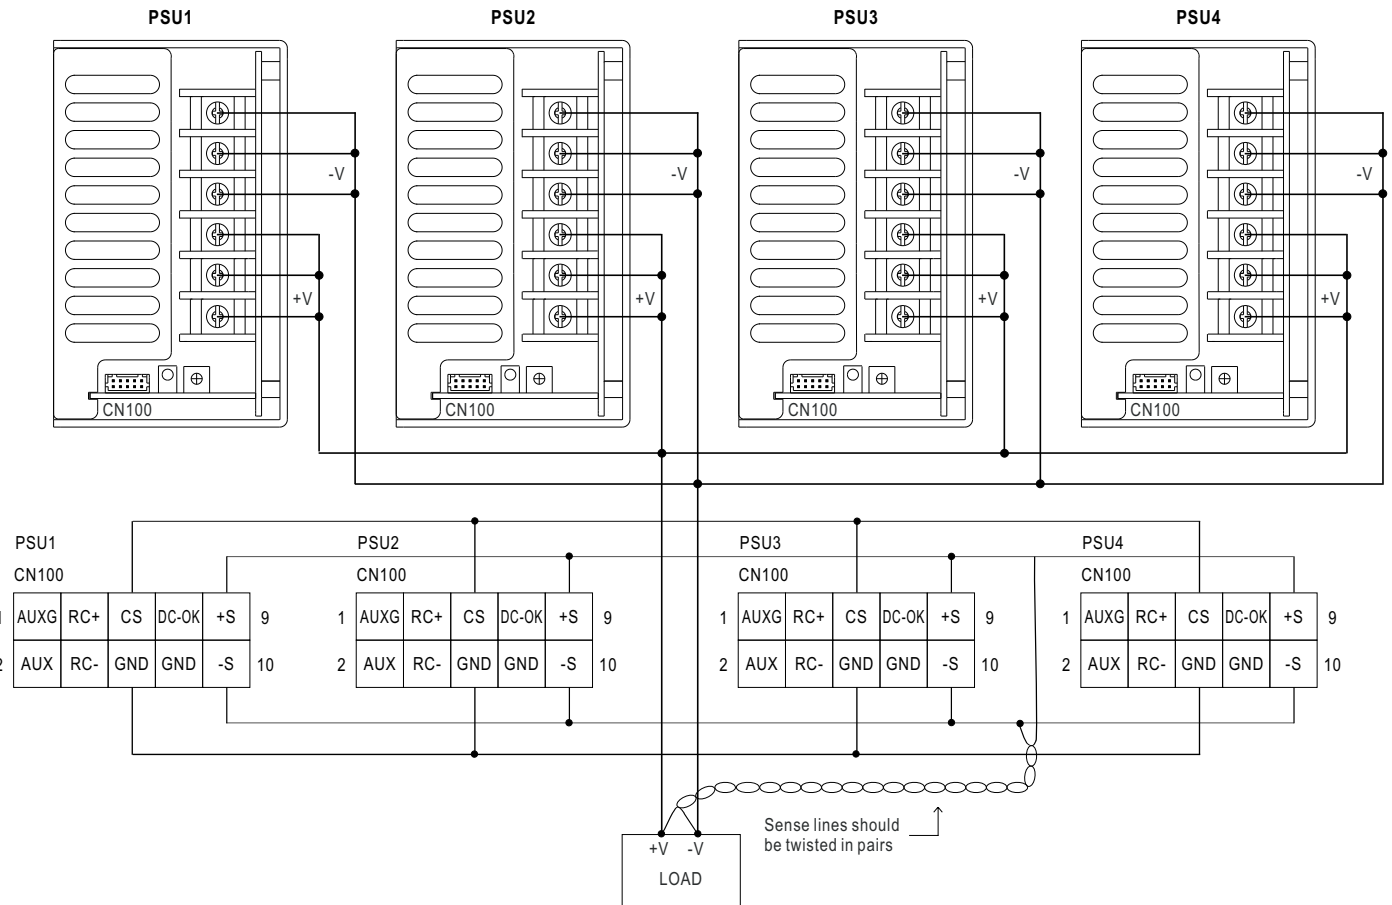 PSU1 PSU2 PSU3 PSU4
-V -V -V -V
+V +V +V +V
CN100 CN100 CN100 CN100
PSU1 PSU2 PSU3 PSU4
CN100 CN100 CN100 CN100
1 AUXG RC+ CS DC-OK +S 9 1 AUXG RC+ CS DC-OK +S 9 1 AUXG RC+ CS DC-OK +S 9 1 AUXG RC+ CS DC-OK +S 9
2 AUX RC- GND GND -S 10 2 AUX RC- GND GND -S 10 2 AUX RC- GND GND -S 10 2 AUX RC- GND GND -S 10
Sense lines should
be twisted in pairs
+V -V
LOAD